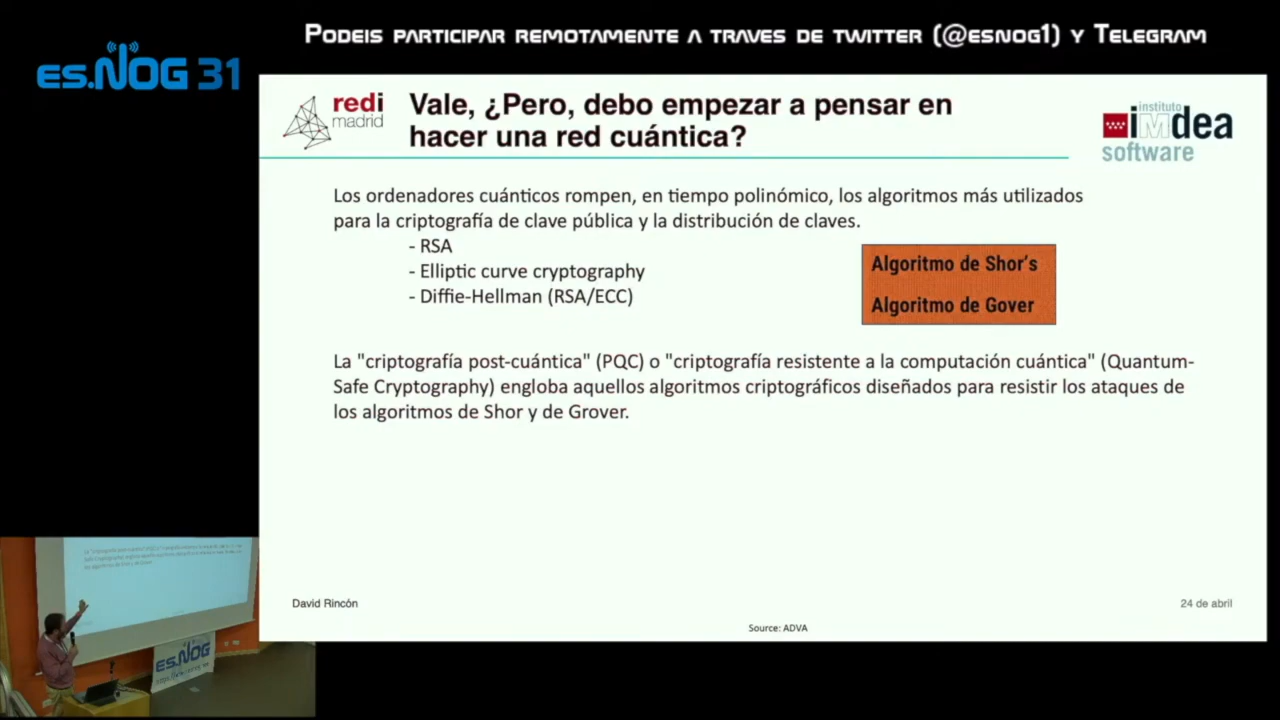 PODEIS PARTICIPAR REMOTAMENTE A TRAVES DE TWITTER (@ESNOG1) Y TELEGRAM
es.NOG 31
redi
madrid
Vale, ¿Pero, debo empezar a pensar en
hacer una red cuántica?
instituto
imdea
software
Los ordenadores cuánticos rompen, en tiempo polinómico, los algoritmos más utilizados
para la criptografía de clave pública y la distribución de claves.
- RSA
- Elliptic curve cryptography
- Diffie-Hellman (RSA/ECC)
Algoritmo de Shor's
Algoritmo de Gover
La "criptografía post-cuántica" (PQC) o "criptografía resistente a la computación cuántica" (Quantum-
Safe Cryptography) engloba aquellos algoritmos criptográficos diseñados para resistir los ataques de
los algoritmos de Shor y de Grover.
David Rincón
24 de abril
Source: ADVA
ES.NOG